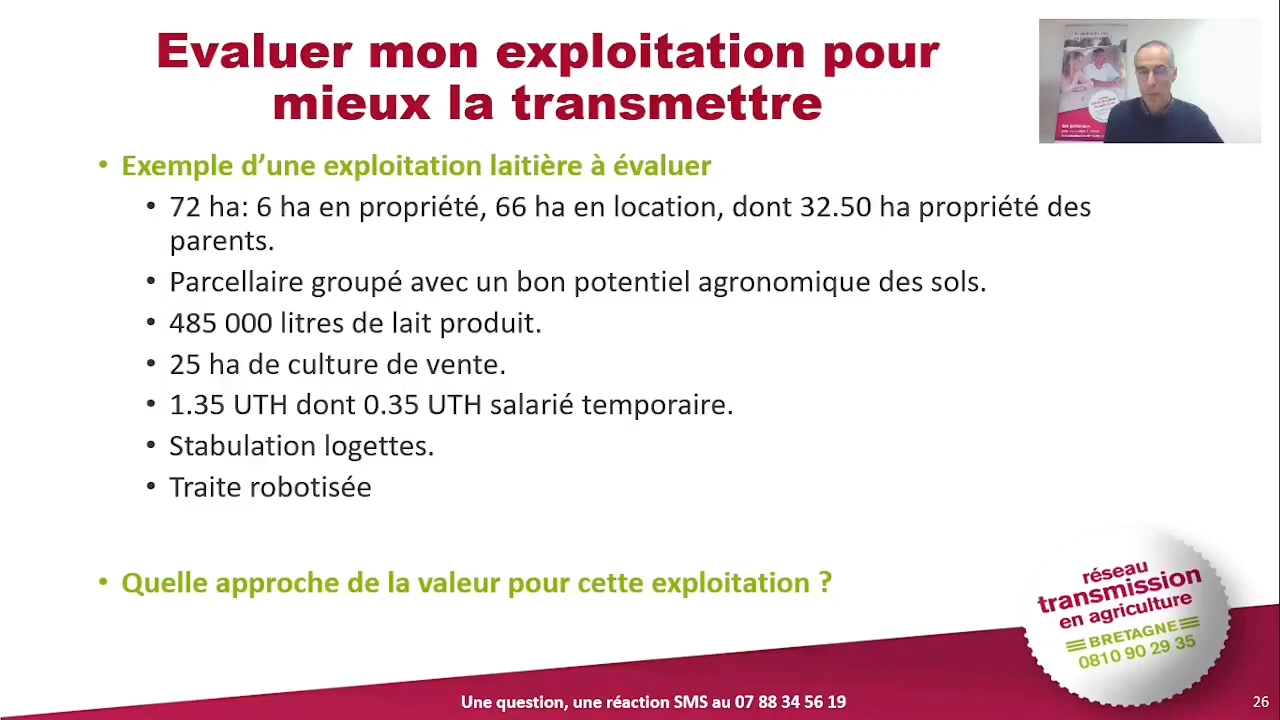 Evaluer mon exploitation pour
mieux la transmettre
• Exemple d’une exploitation laitière à évaluer
• 72 ha: 6 ha en propriété, 66 ha en location, dont 32.50 ha propriété des
parents.
• Parcellaire groupé avec un bon potentiel agronomique des sols.
• 485 000 litres de lait produit.
• 25 ha de culture de vente.
• 1.35 UTH dont 0.35 UTH salarié temporaire.
• Stabulation logettes.
• Traite robotisée
• Quelle approche de la valeur pour cette exploitation ?
réseau
transmission
en agriculture
BRETAGNE
0810 90 29 35
Une question, une réaction SMS au 07 88 34 56 19
26